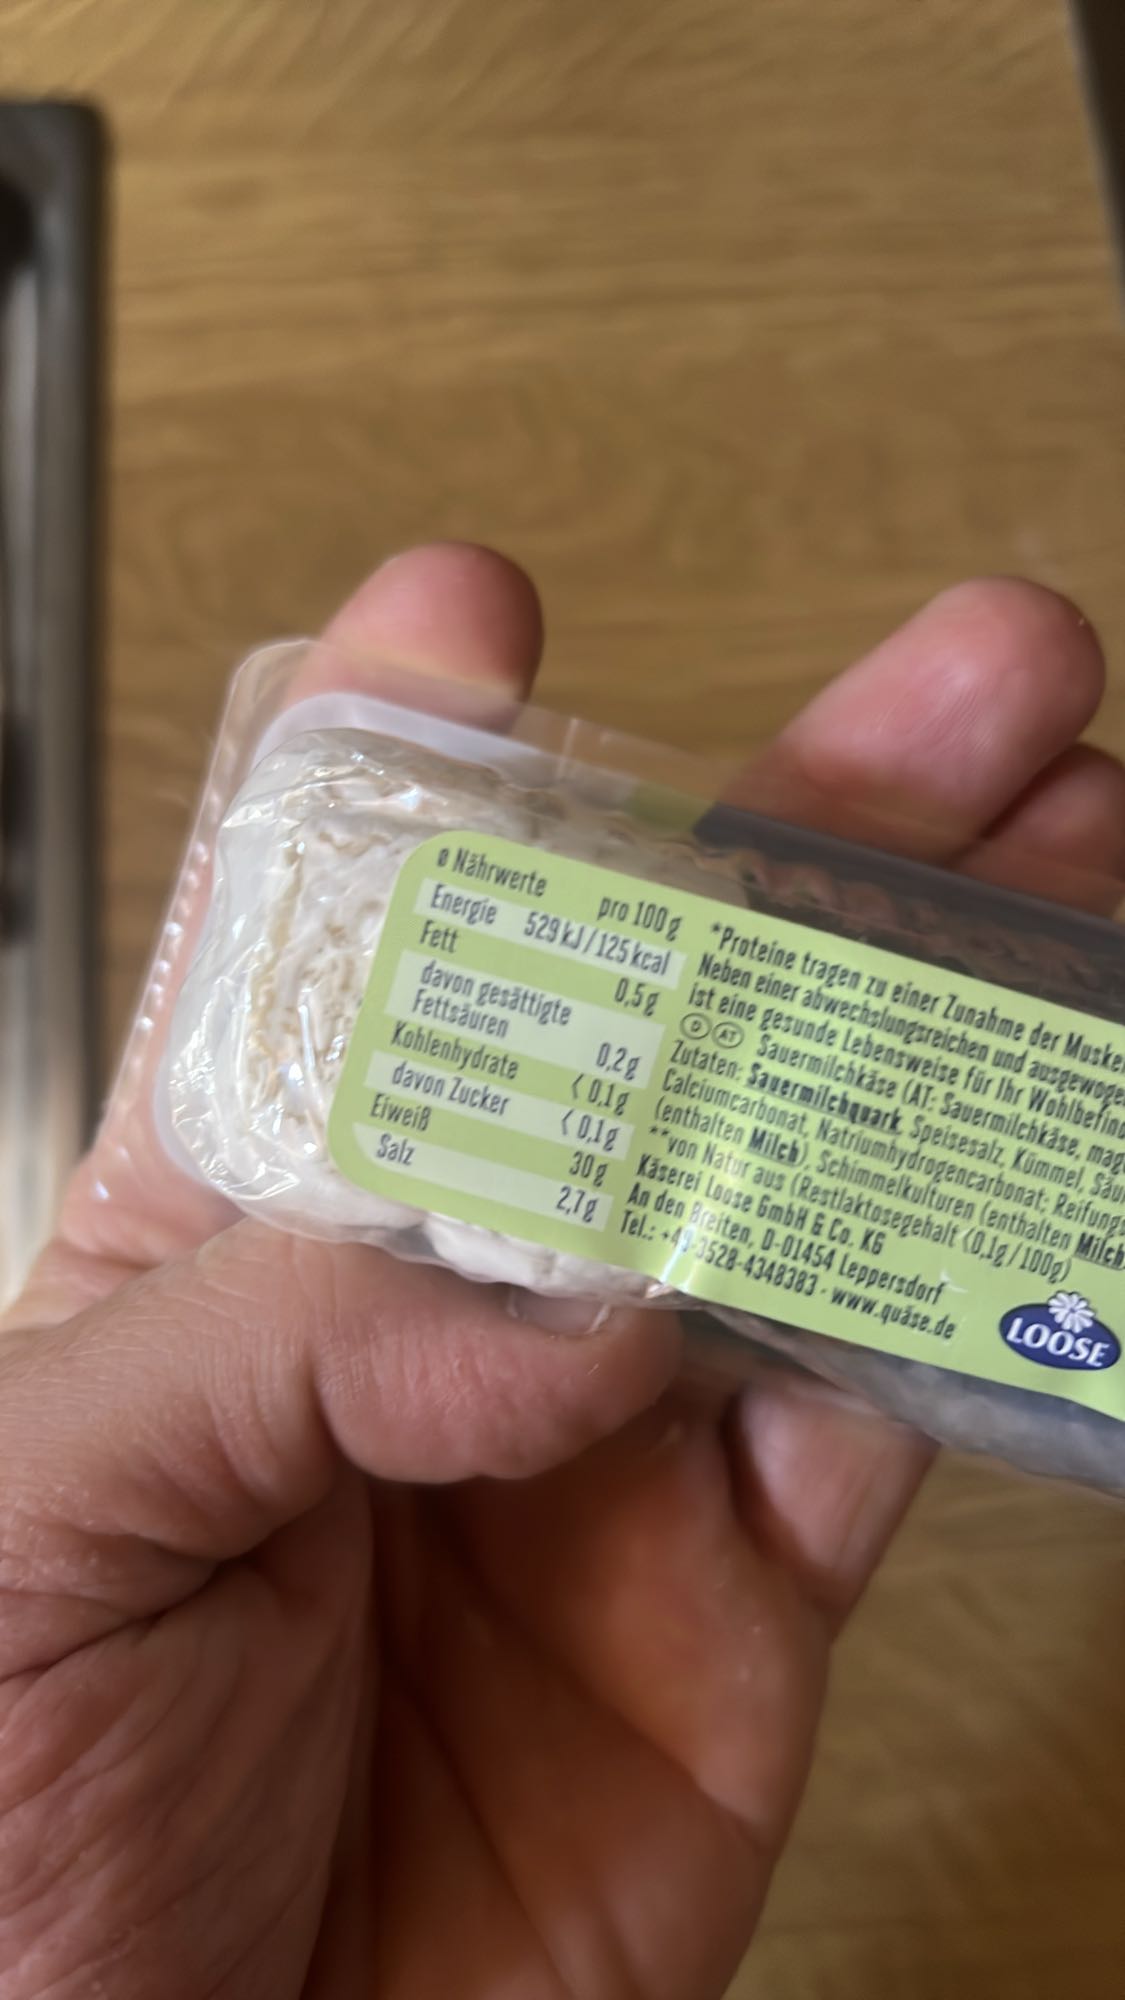 ø Nährwerte pro 100 g
Energie 529 kJ / 125 kcal
Fett 0,5 g
davon gesättigte
Fettsäuren 0,2 g
Kohlenhydrate < 0,1 g
davon Zucker < 0,1 g
Eiweiß 30 g
Salz 2,7 g
*Proteine tragen zu einer Zunahme der Muske
Neben einer abwechslungsreichen und ausgewoge
ist eine gesunde Lebensweise für Ihr Wohlbefind
D AT Sauermilchkäse (AT: Sauermilchkäse, mag
Zutaten: Sauermilchquark, Speisesalz, Kümmel, Säu
Calciumcarbonat, Natriumhydrogencarbonat; Reifungs
(enthalten Milch), Schimmelkulturen (enthalten Milch
**von Natur aus (Restlaktosegehalt <0,1g / 100g)
Käserei Loose GmbH & Co. KG
An den Breiten, D-01454 Leppersdorf
Tel.: +49-3528-4348383 - www.quäse.de
LOOSE